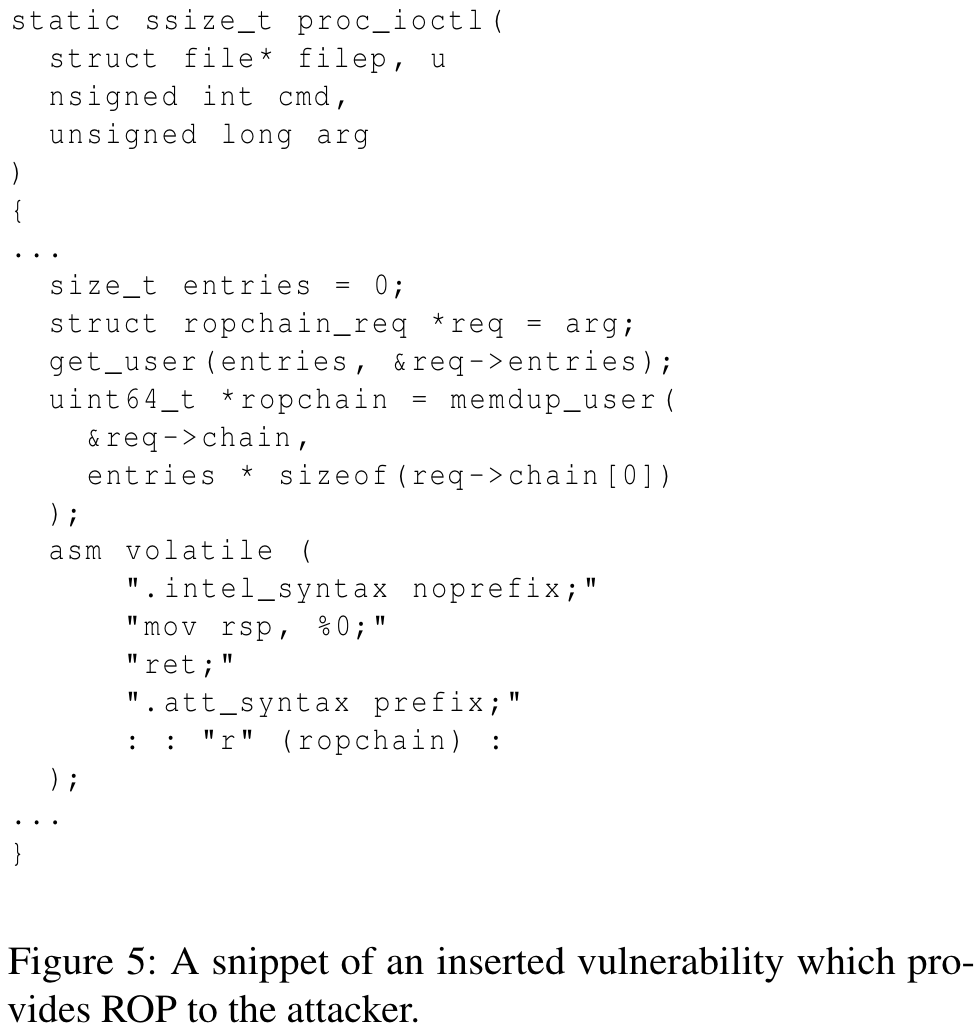 static ssize_t proc_ioctl(
  struct file* filep, u
  nsigned int cmd,
  unsigned long arg
)
{
...
  size_t entries = 0;
  struct ropchain_req *req = arg;
  get_user(entries, &req->entries);
  uint64_t *ropchain = memdup_user(
    &req->chain,
    entries * sizeof(req->chain[0])
  );
  asm volatile (
      ".intel_syntax noprefix;"
      "mov rsp, %0;"
      "ret;"
      ".att_syntax prefix;"
      : : "r" (ropchain) :
  );
...
}
Figure 5: A snippet of an inserted vulnerability which pro-
vides ROP to the attacker.